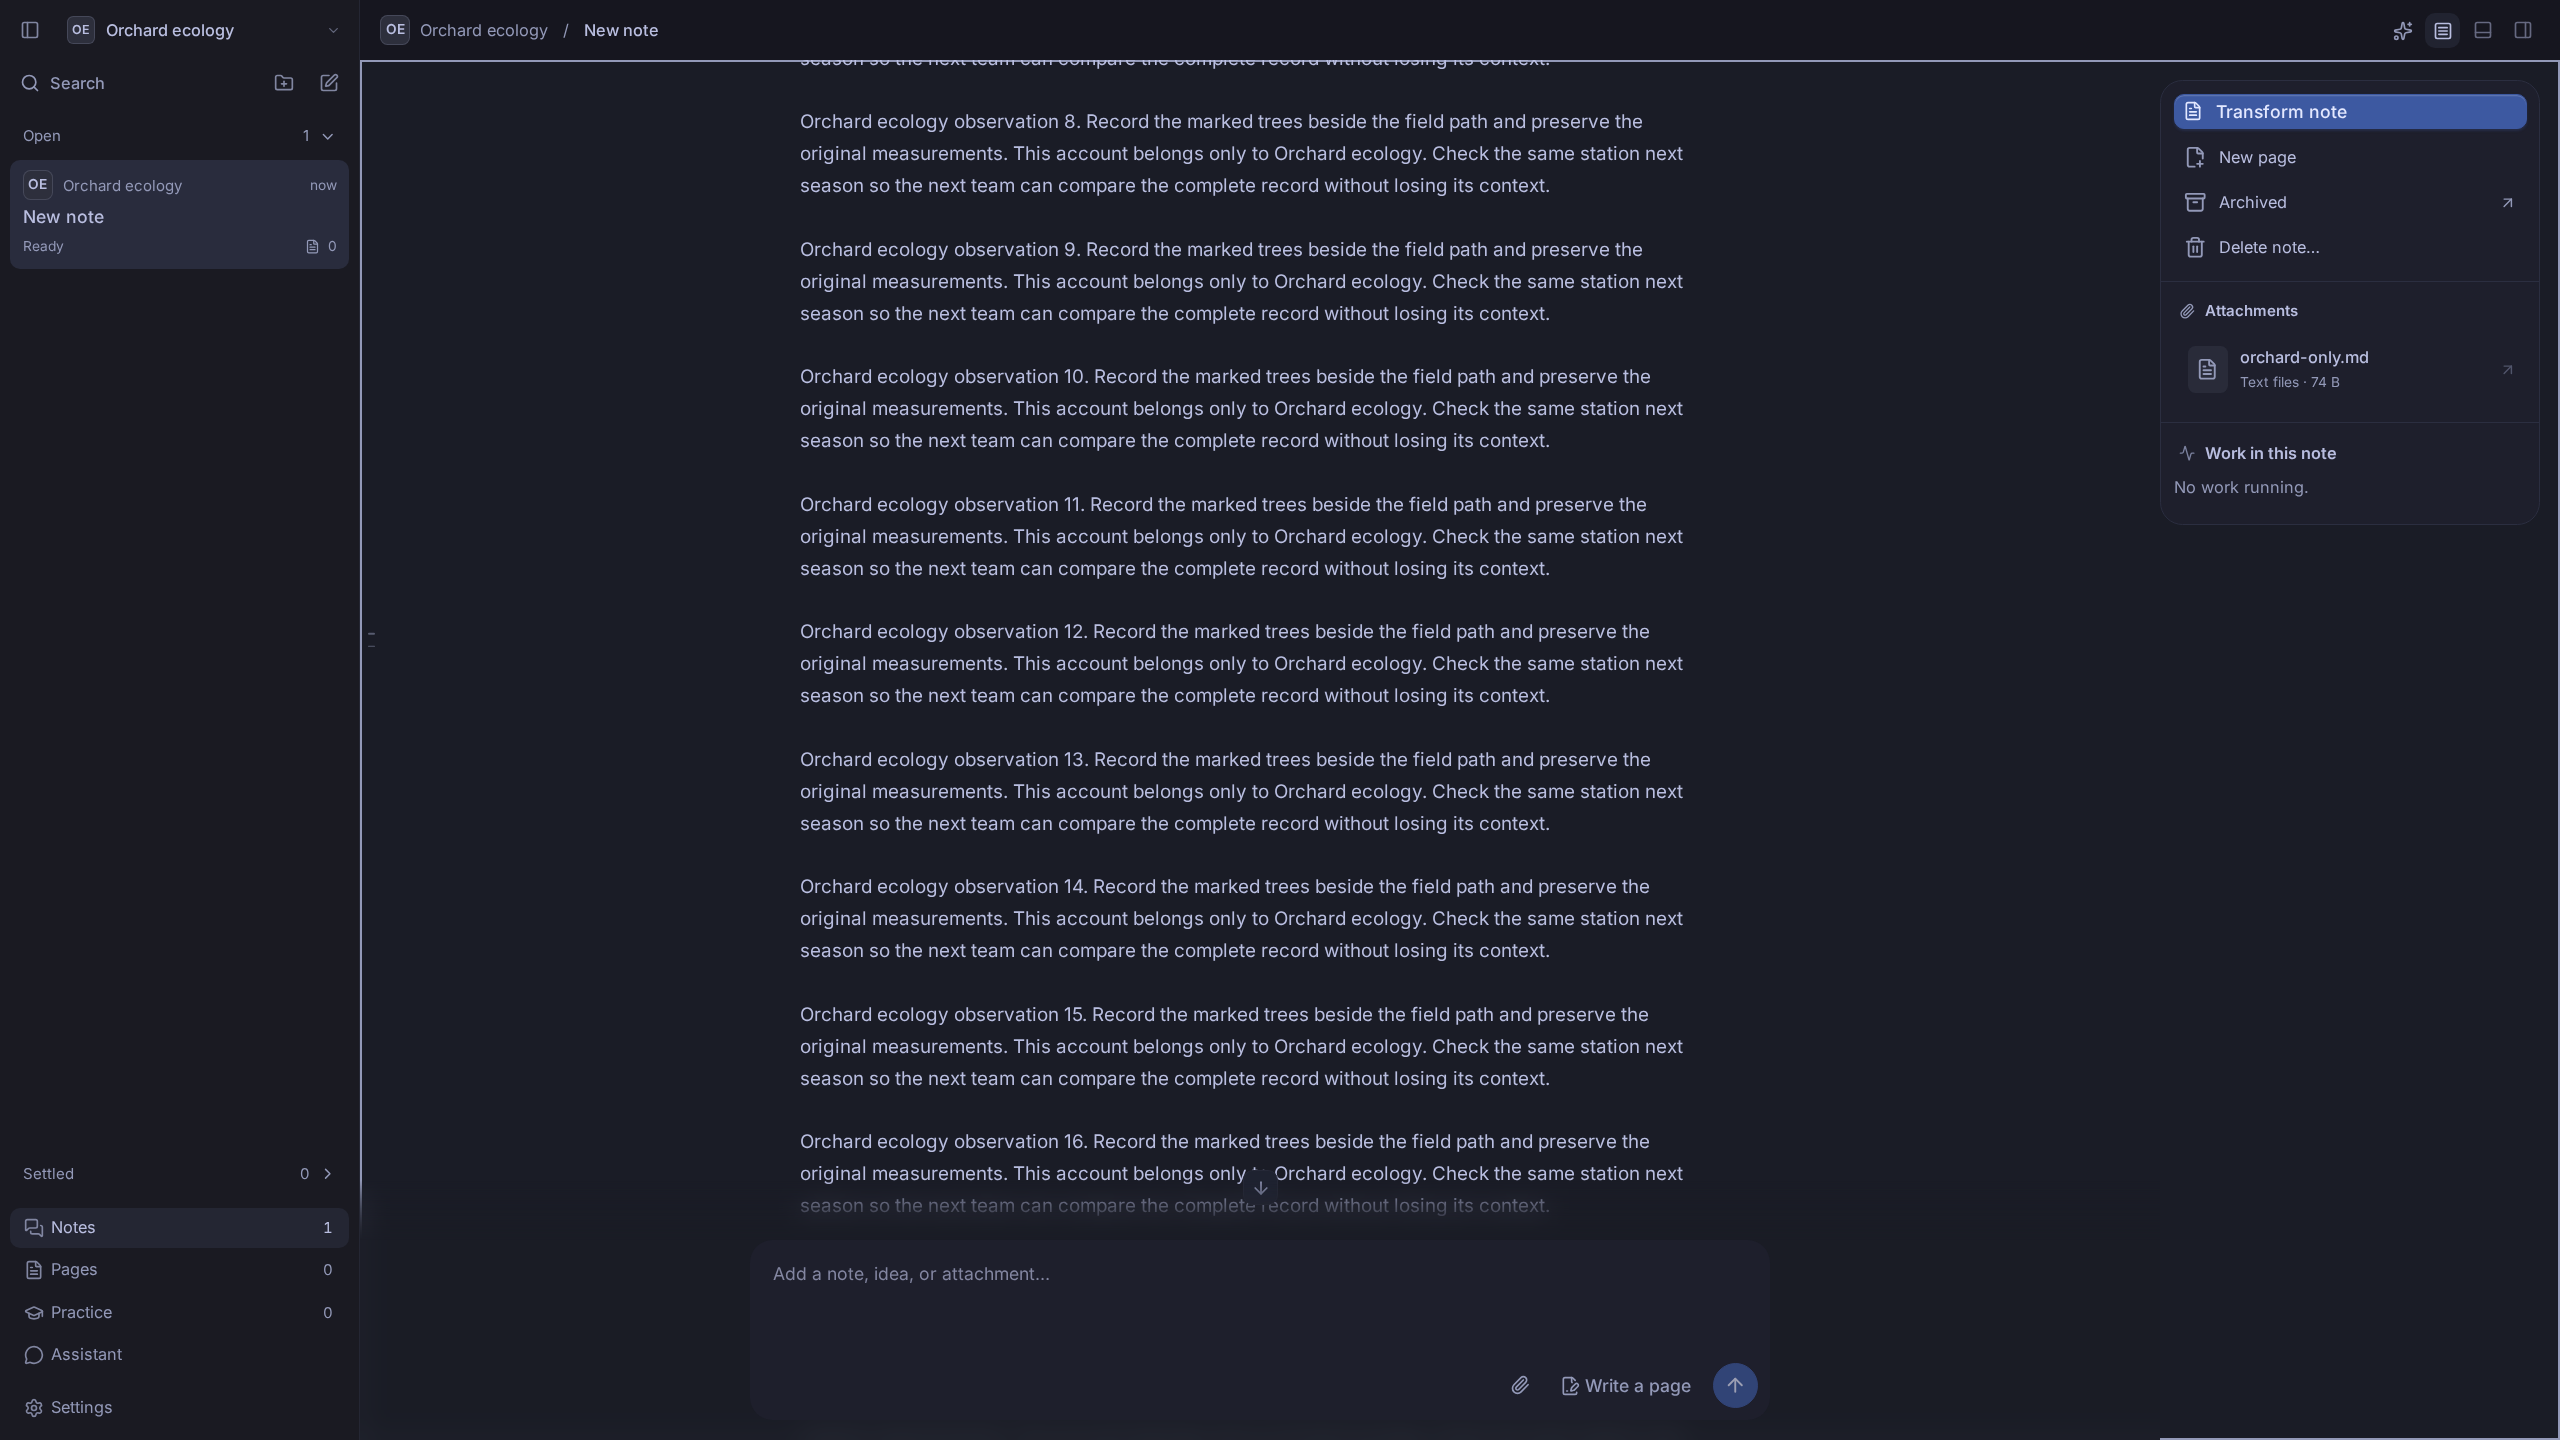 OE Orchard ecology
Search
Open 1
OE Orchard ecology now
New note
Ready 0
Settled 0
Notes 1
Pages 0
Practice 0
Assistant
Settings
OE Orchard ecology / New note
season so the next team can compare the complete record without losing its context.
Orchard ecology observation 8. Record the marked trees beside the field path and preserve the
original measurements. This account belongs only to Orchard ecology. Check the same station next
season so the next team can compare the complete record without losing its context.
Orchard ecology observation 9. Record the marked trees beside the field path and preserve the
original measurements. This account belongs only to Orchard ecology. Check the same station next
season so the next team can compare the complete record without losing its context.
Orchard ecology observation 10. Record the marked trees beside the field path and preserve the
original measurements. This account belongs only to Orchard ecology. Check the same station next
season so the next team can compare the complete record without losing its context.
Orchard ecology observation 11. Record the marked trees beside the field path and preserve the
original measurements. This account belongs only to Orchard ecology. Check the same station next
season so the next team can compare the complete record without losing its context.
Orchard ecology observation 12. Record the marked trees beside the field path and preserve the
original measurements. This account belongs only to Orchard ecology. Check the same station next
season so the next team can compare the complete record without losing its context.
Orchard ecology observation 13. Record the marked trees beside the field path and preserve the
original measurements. This account belongs only to Orchard ecology. Check the same station next
season so the next team can compare the complete record without losing its context.
Orchard ecology observation 14. Record the marked trees beside the field path and preserve the
original measurements. This account belongs only to Orchard ecology. Check the same station next
season so the next team can compare the complete record without losing its context.
Orchard ecology observation 15. Record the marked trees beside the field path and preserve the
original measurements. This account belongs only to Orchard ecology. Check the same station next
season so the next team can compare the complete record without losing its context.
Orchard ecology observation 16. Record the marked trees beside the field path and preserve the
original measurements. This account belongs only to Orchard ecology. Check the same station next
season so the next team can compare the complete record without losing its context.
Add a note, idea, or attachment...
Write a page
Transform note
New page
Archived
Delete note...
Attachments
orchard-only.md
Text files · 74 B
Work in this note
No work running.